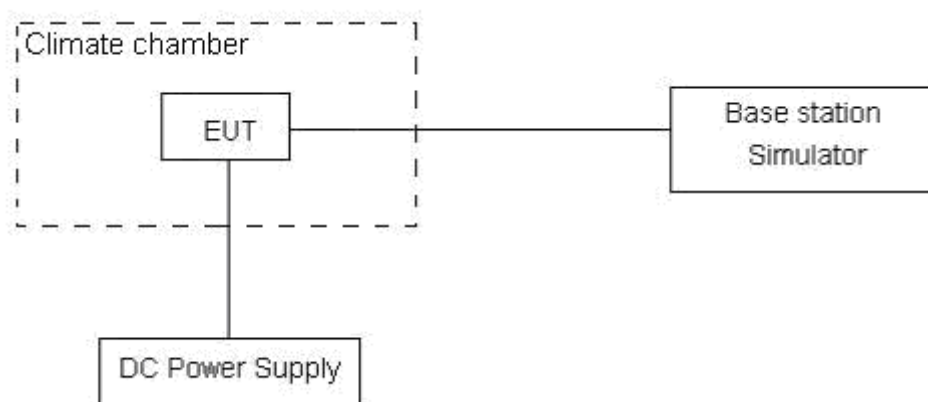 Climate chamber
EUT
Base station
Simulator
DC Power Supply